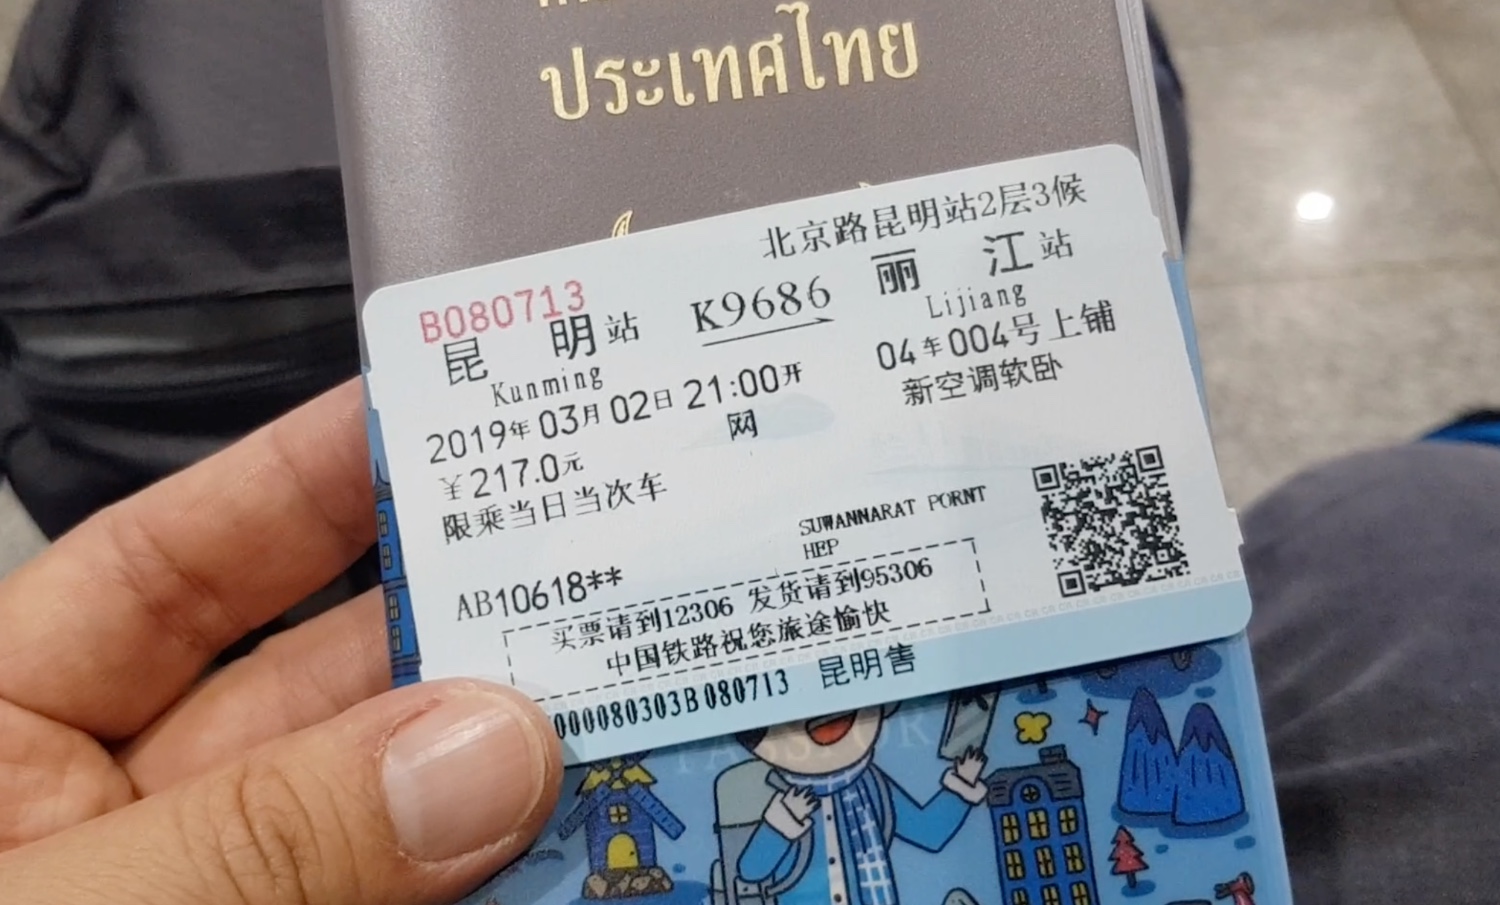 ประเทศไทย
北京路昆明站2层3候
B080713
昆明站 K9686 丽江站
Kunming Lijiang
2019年03月02日21:00开 04车004号上铺
¥217.0元 网 新空调软卧
限乘当日当次车
SUWANNARAT PORNT
HEP
AB10618**
买票请到12306 发货请到95306
中国铁路祝您旅途愉快
000080303B080713 昆明售
PASSPOR